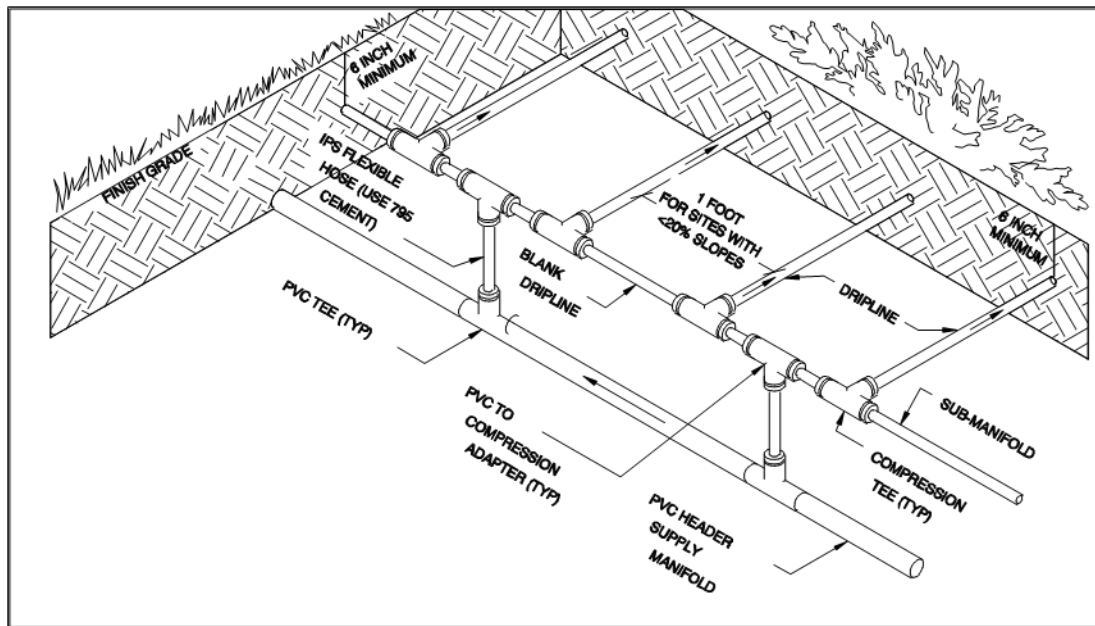 6 INCH
MINIMUM
FINISH GRADE
IPS FLEXIBLE
HOSE (USE 795
CEMENT)
PVC TEE (TYP)
BLANK
DRIPLINE
1 FOOT
FOR SITES WITH
<20% SLOPES
6 INCH
MINIMUM
DRIPLINE
PVC TO
COMPRESSION
ADAPTER (TYP)
SUB-MANIFOLD
COMPRESSION
TEE (TYP)
PVC HEADER
SUPPLY
MANIFOLD